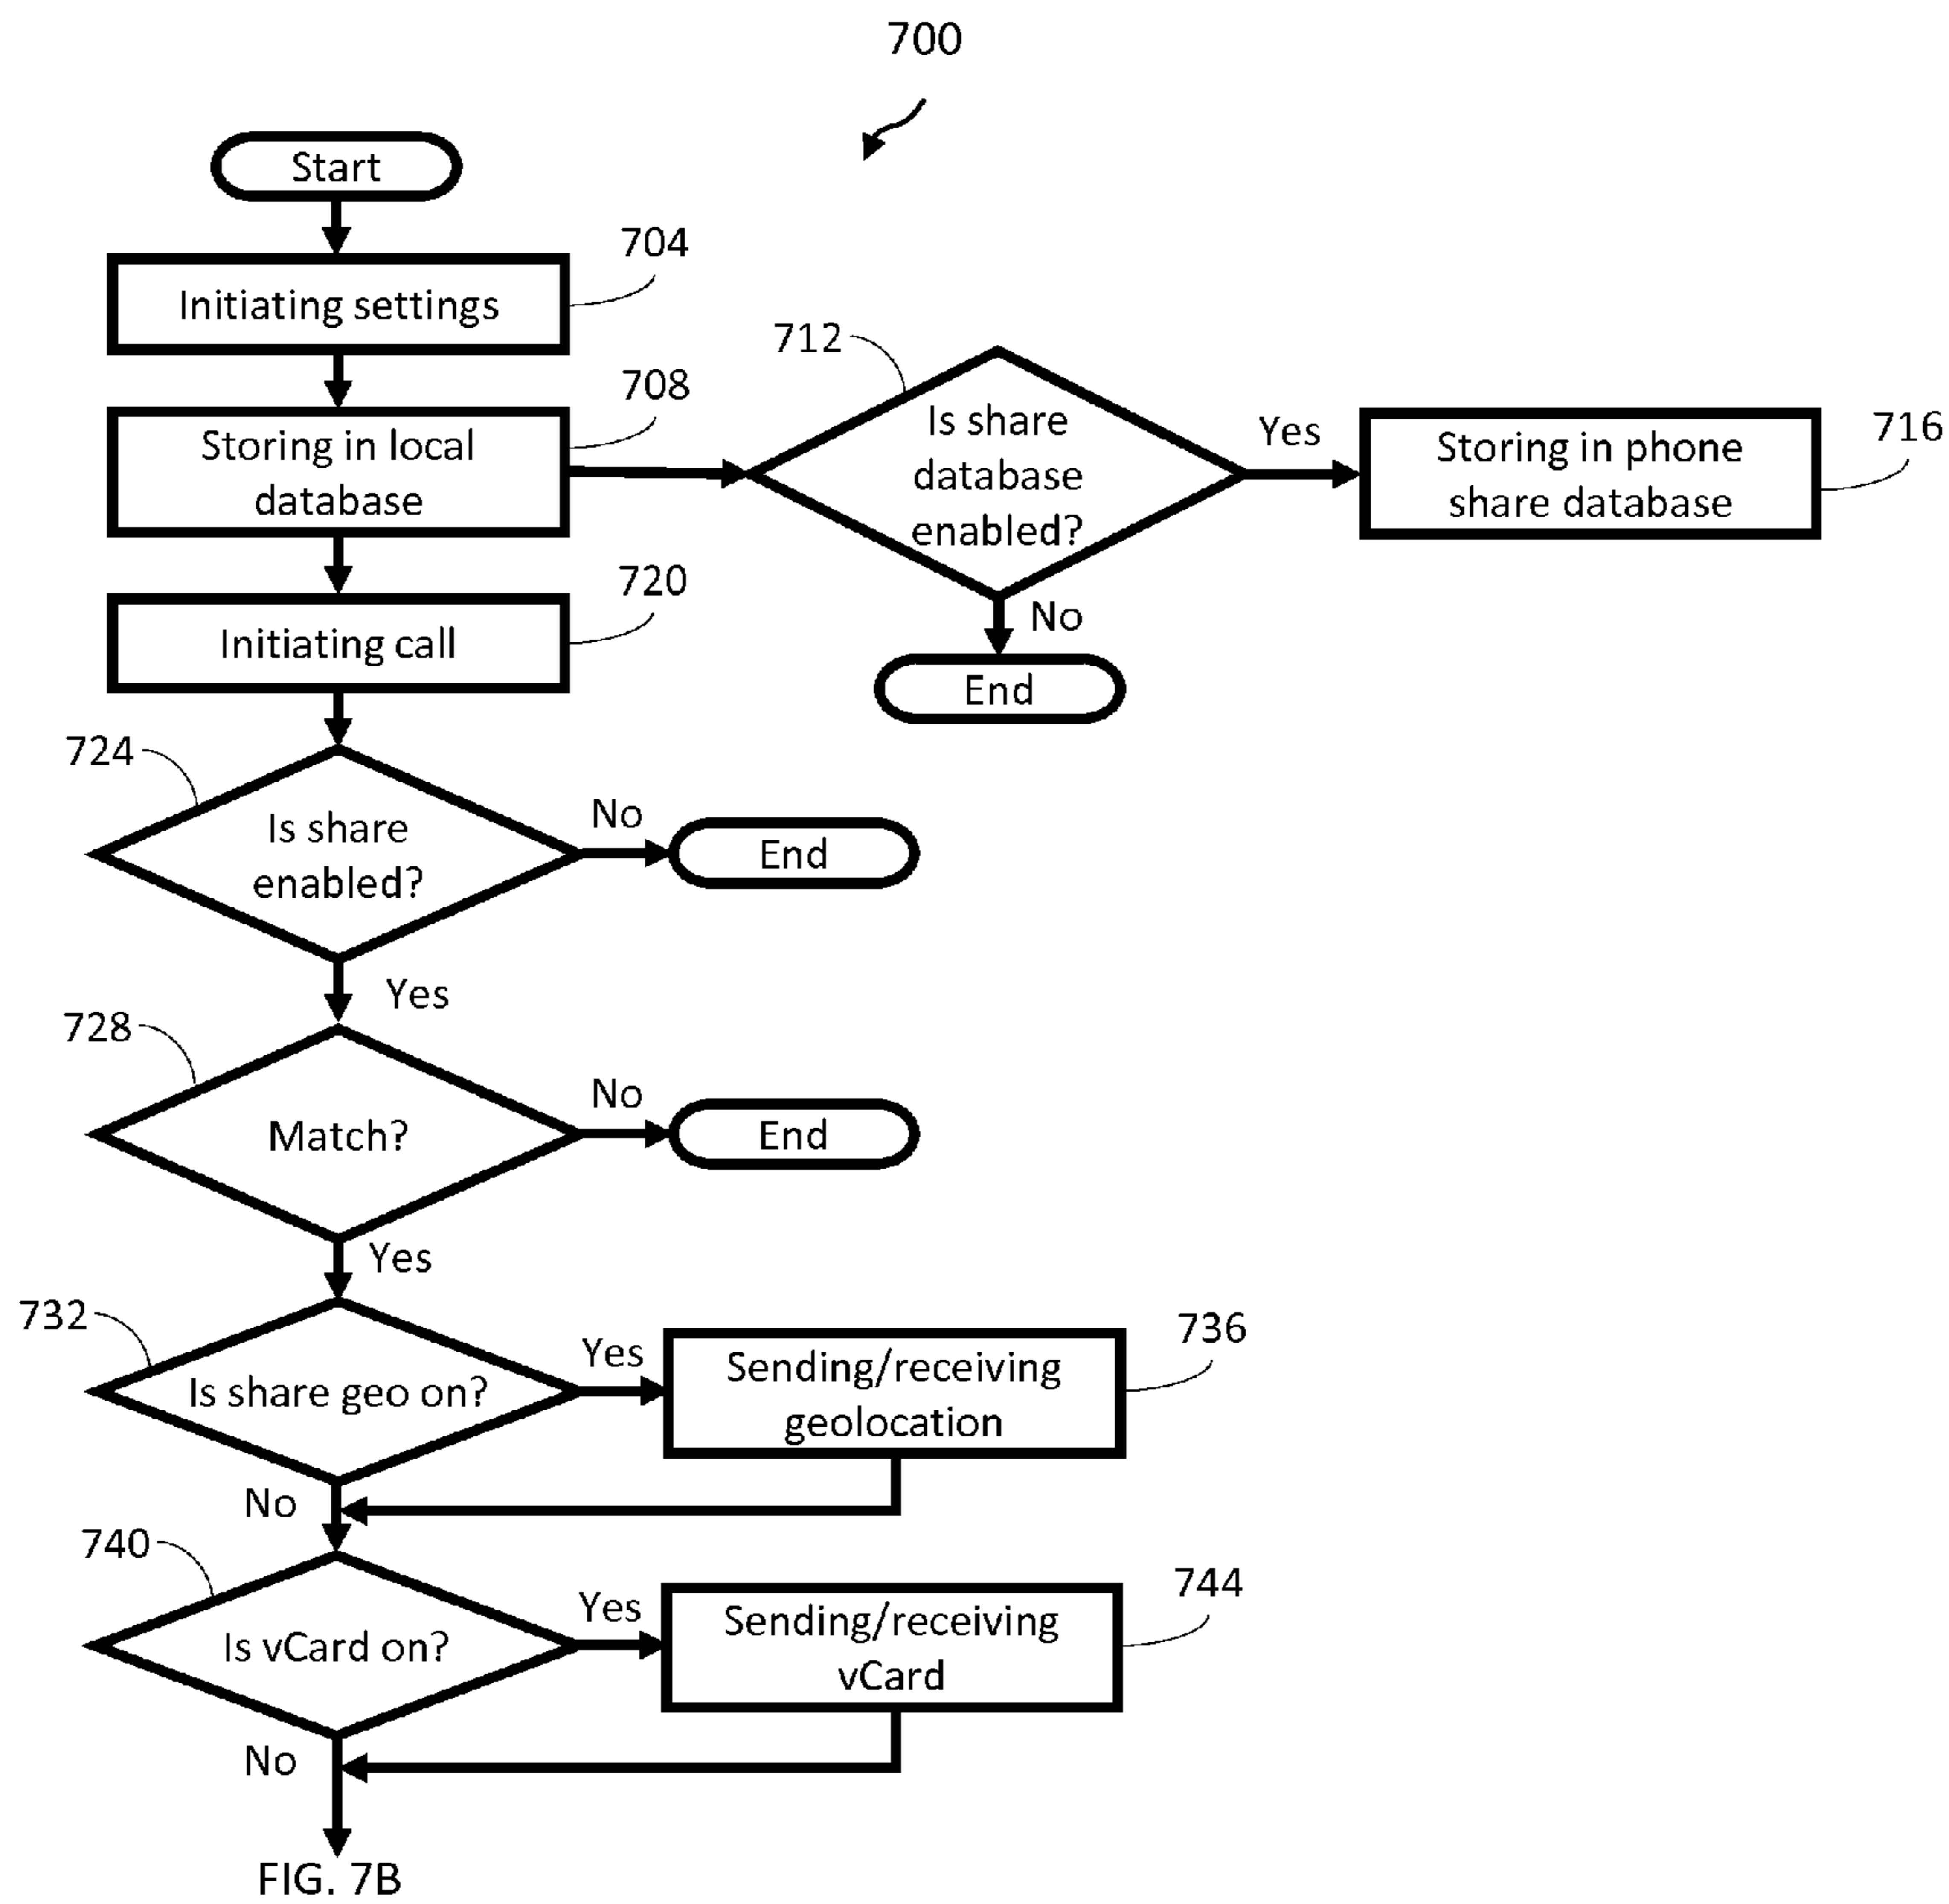 700
Start
704
Initiating settings
712
708
Storing in local
database
Is share
database
enabled?
Yes
Storing in phone
share database
716
720
Initiating call
No
End
724
Is share
enabled?
No
End
Yes
728
Match?
No
End
Yes
732
Is share geo on?
Yes
Sending/receiving
geolocation
736
No
740
Is vCard on?
Yes
Sending/receiving
vCard
744
No
FIG. 7B